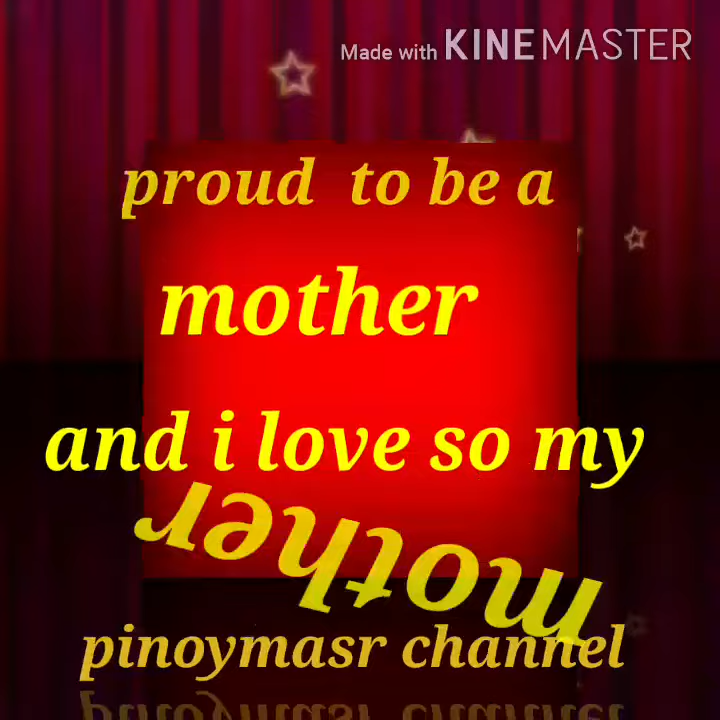 Made with KINEMASTER
proud to be a
mother
and i love so my
mother
pinoymasr channel